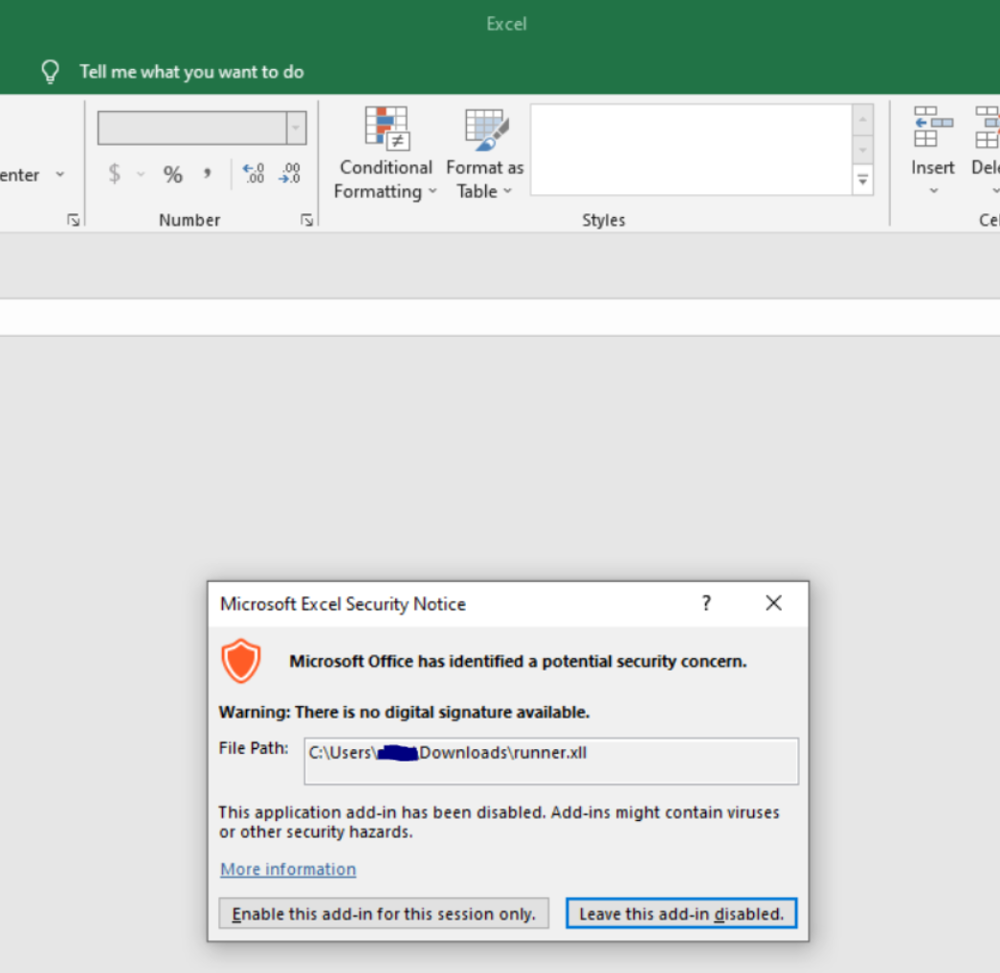 Excel
Tell me what you want to do
enter
$ % , .0 .00 .00 .0
Conditional Formatting
Format as Table
Insert
Dele
Number
Styles
Cel
Microsoft Excel Security Notice
?
Microsoft Office has identified a potential security concern.
Warning: There is no digital signature available.
File Path: C:\Users\ Downloads\runner.xll
This application add-in has been disabled. Add-ins might contain viruses
or other security hazards.
More information
Enable this add-in for this session only. Leave this add-in disabled.